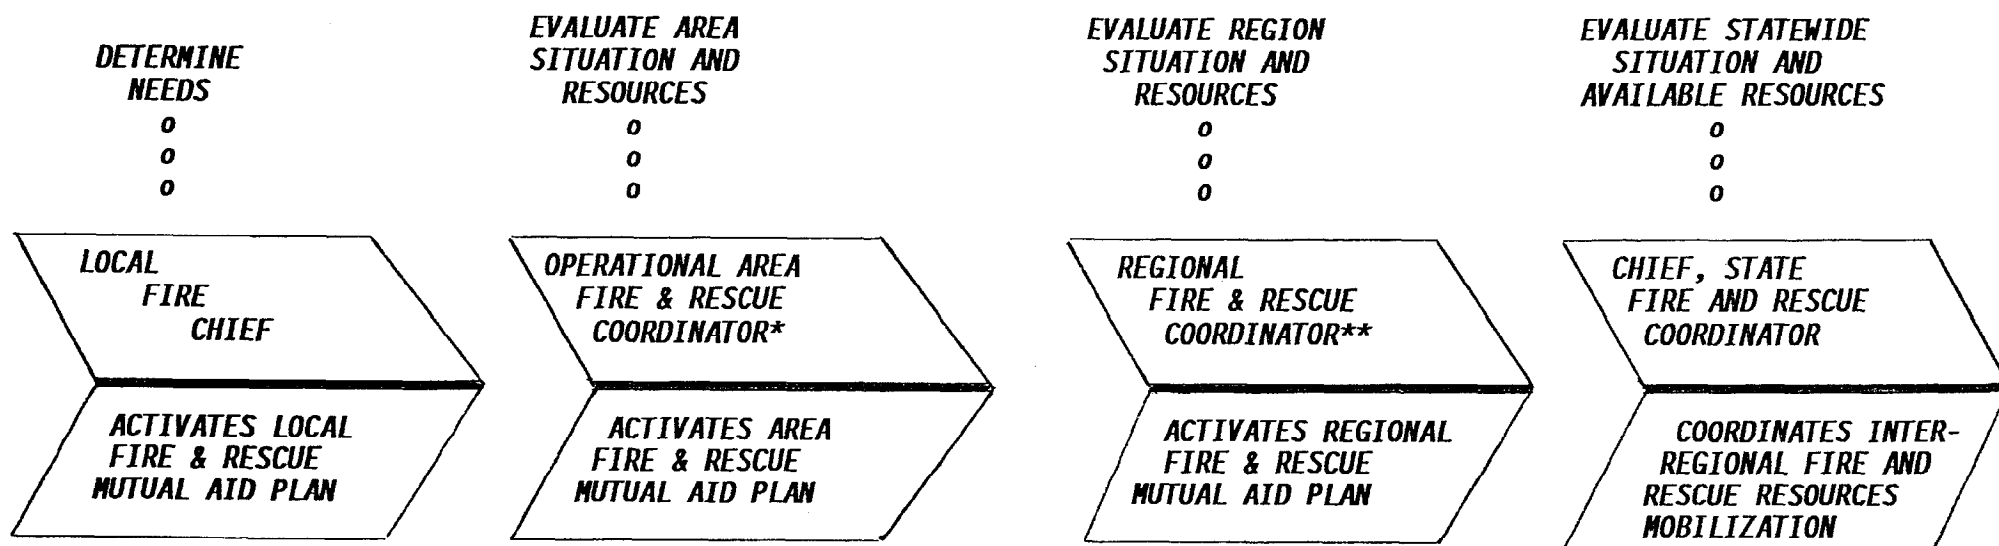 DETERMINE
NEEDS
o
o
o
LOCAL
FIRE
CHIEF
ACTIVATES LOCAL
FIRE & RESCUE
MUTUAL AID PLAN
EVALUATE AREA
SITUATION AND
RESOURCES
o
o
o
OPERATIONAL AREA
FIRE & RESCUE
COORDINATOR*
ACTIVATES AREA
FIRE & RESCUE
MUTUAL AID PLAN
EVALUATE REGION
SITUATION AND
RESOURCES
o
o
o
REGIONAL
FIRE & RESCUE
COORDINATOR**
ACTIVATES REGIONAL
FIRE & RESCUE
MUTUAL AID PLAN
EVALUATE STATEWIDE
SITUATION AND
AVAILABLE RESOURCES
o
o
o
CHIEF, STATE
FIRE AND RESCUE
COORDINATOR
COORDINATES INTER-
REGIONAL FIRE AND
RESCUE RESOURCES
MOBILIZATION